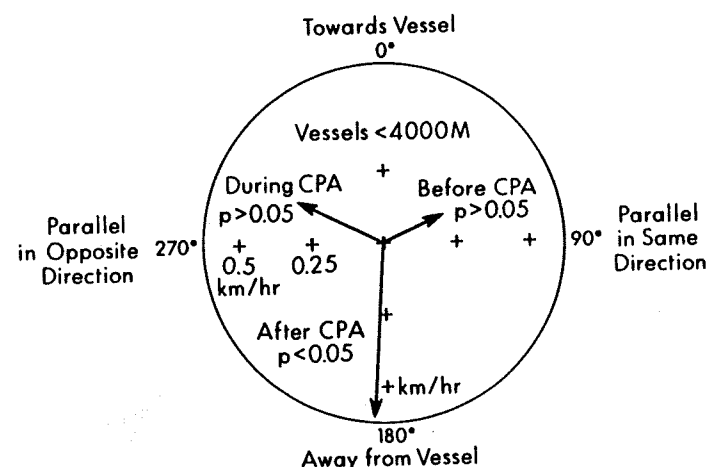 Towards Vessel
0°
Vessels <4000M
During CPA
p>0.05
Before CPA
p>0.05
Parallel
in Opposite
Direction
270°
90°
Parallel
in Same
Direction
0.5
0.25
km/hr
After CPA
p<0.05
km/hr
180°
Away from Vessel